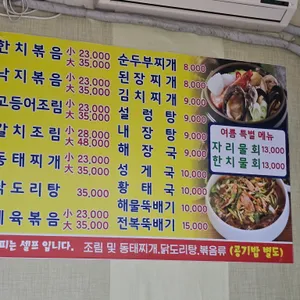 한치볶음 小 23,000
大 35,000
낙지볶음 小 23,000
大 35,000
고등어조림 小 23,000
大 35,000
갈치조림 小 28,000
大 48,000
동태찌개 小 23,000
大 35,000
닭도리탕 35,000
제육볶음 小 23,000
大 35,000
순두부찌개 8,000
된장찌개 8,000
김치찌개 8,000
설렁탕 9,000
내장탕 9,000
해장국 9,000
성게국 10,000
황태국 10,000
해물뚝배기 10,000
전복뚝배기 15,000
여름 특별 메뉴
자리물회 13,000
한치물회 13,000
피는 셀프 입니다. 조림 및 동태찌개,닭도리탕,볶음류 (공기밥 별도)